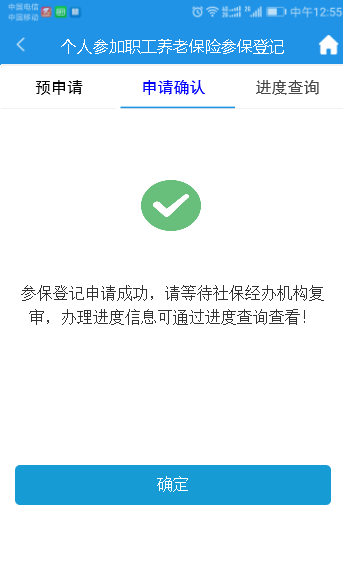 中国电信
中国移动
中午12:55
个人参加职工养老保险参保登记
预申请
申请确认
进度查询
参保登记申请成功，请等待社保经办机构复
审，办理进度信息可通过进度查询查看！
确定